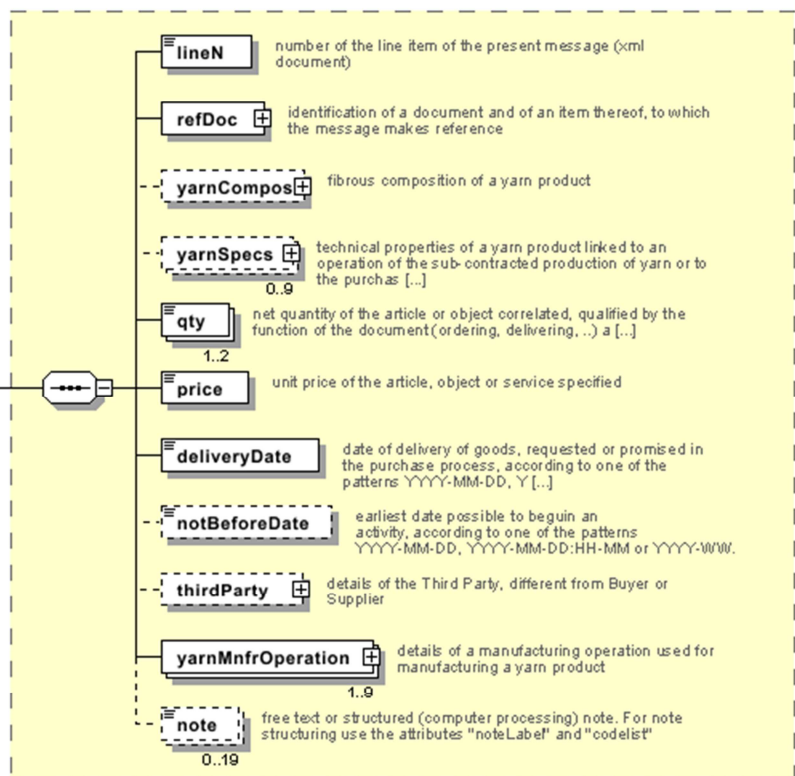 lineN
number of the line item of the present message (xml
document)
refDoc
identification of a document and of an item thereof, to which
the message makes reference
yarnCompos
fibrous composition of a yarn product
yarnSpecs
technical properties of a yarn product linked to an
operation of the sub-contracted production of yarn or to
the purchas [...]
0..9
qty
net quantity of the article or object correlated, qualified by the
function of the document (ordering, delivering, ..) a [...]
1..2
price
unit price of the article, object or service specified
deliveryDate
date of delivery of goods, requested or promised in
the purchase process, according to one of the
patterns YYYY-MM-DD, Y [...]
notBeforeDate
earliest date possible to beguin an
activity, according to one of the patterns
YYYY-MM-DD, YYYY-MM-DD:HH-MM or YYYY-WW.
thirdParty
details of the Third Party, different from Buyer or
Supplier
yarnMnfrOperation
details of a manufacturing operation used for
manufacturing a yarn product
1..9
note
free text or structured (computer processing) note. For note
structuring use the attributes "noteLabel" and "codelist"
0..19